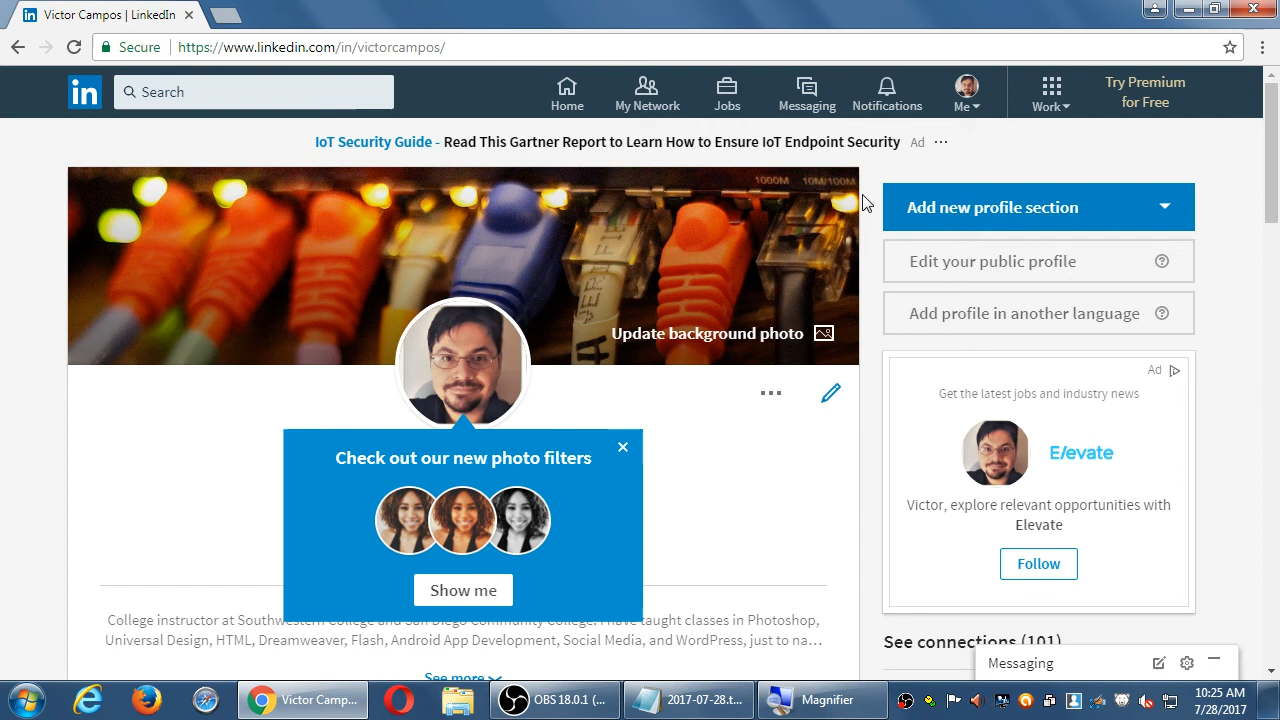 Victor Campos | LinkedIn
Secure
https://www.linkedin.com/in/victorcampos/
in
Search
Home
My Network
Jobs
Messaging
Notifications
Me
Work
Try Premium
for Free
IoT Security Guide - Read This Gartner Report to Learn How to Ensure IoT Endpoint Security Ad
1000M 10M/100M
Update background photo
Add new profile section
Edit your public profile
Add profile in another language
Check out our new photo filters
Show me
Ad
Get the latest jobs and industry news
Elevate
Victor, explore relevant opportunities with
Elevate
Follow
College instructor at Southwestern College and San Diego Community College. I have taught classes in Photoshop,
Universal Design, HTML, Dreamweaver, Flash, Android App Development, Social Media, and WordPress, just to na…
See more
See connections (101)
Messaging
Victor Camp...
OBS 18.0.1 (...
2017-07-28.t...
Magnifier
10:25 AM
7/28/2017